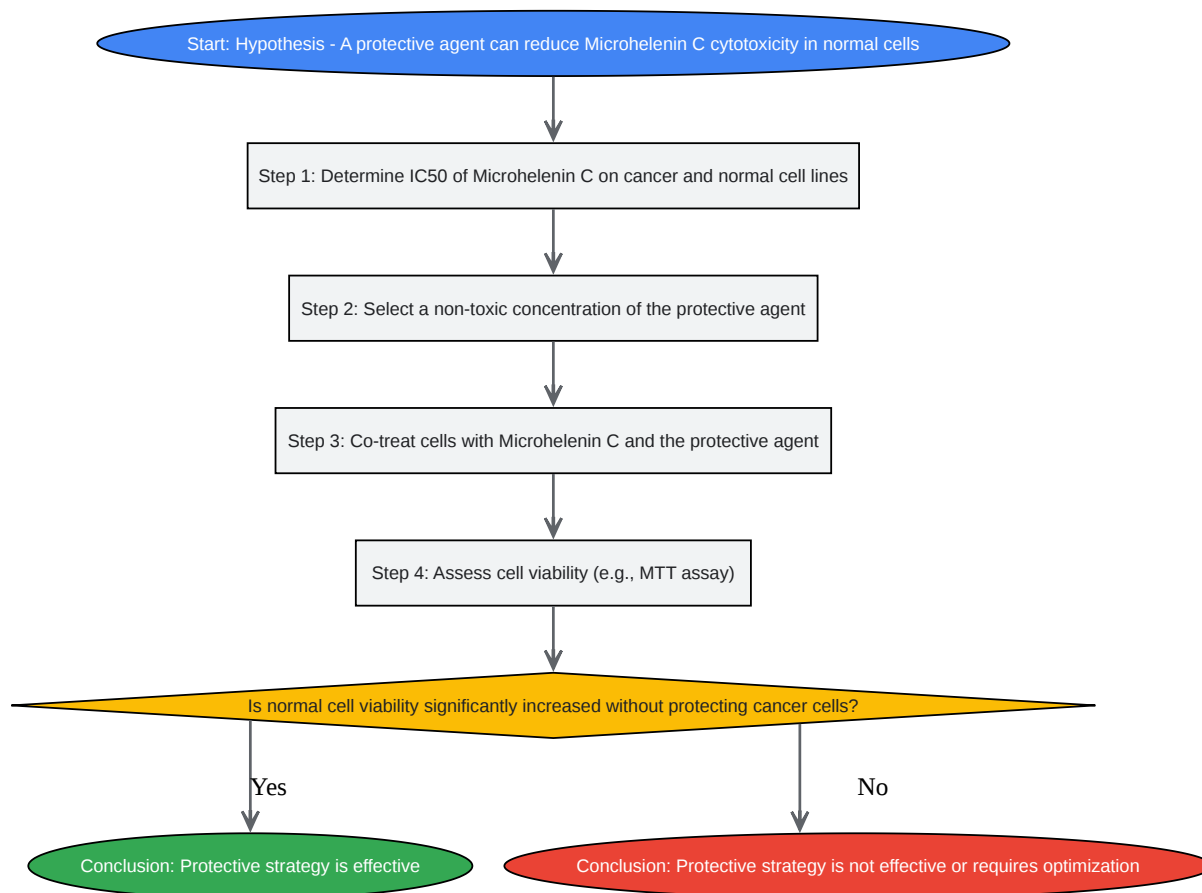 Start: Hypothesis - A protective agent can reduce Microhelenin C cytotoxicity in normal cells
Step 1: Determine IC50 of Microhelenin C on cancer and normal cell lines
Step 2: Select a non-toxic concentration of the protective agent
Step 3: Co-treat cells with Microhelenin C and the protective agent
Step 4: Assess cell viability (e.g., MTT assay)
Is normal cell viability significantly increased without protecting cancer cells?
Yes
No
Conclusion: Protective strategy is effective
Conclusion: Protective strategy is not effective or requires optimization